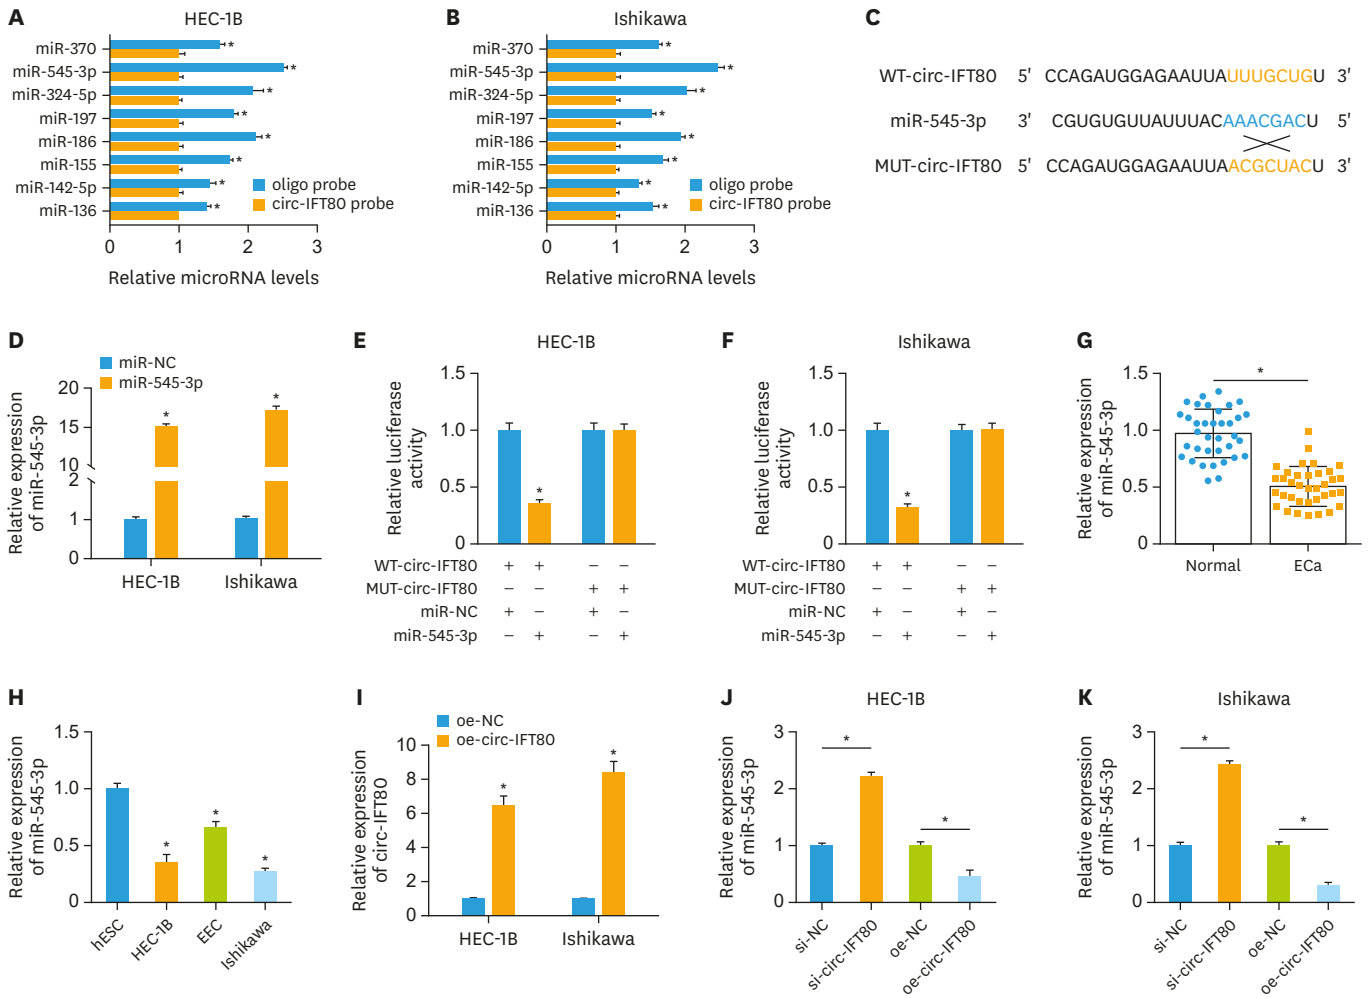 A
HEC-1B
miR-370
miR-545-3p
miR-324-5p
miR-197
miR-186
miR-155
miR-142-5p
miR-136
* * * * * * * *
oligo probe
circ-IFT80 probe
0 1 2 3
Relative microRNA levels
B
Ishikawa
miR-370
miR-545-3p
miR-324-5p
miR-197
miR-186
miR-155
miR-142-5p
miR-136
* * * * * * * *
oligo probe
circ-IFT80 probe
0 1 2 3
Relative microRNA levels
C
WT-circ-IFT80 5' CCAGAUGGAGAAUUAUUUGCUGU 3'
miR-545-3p 3' CGUGUGUUAUUUACAAACGACU 5'
MUT-circ-IFT80 5' CCAGAUGGAGAAUUAACGCUACU 3'
D
miR-NC
miR-545-3p
Relative expression
of miR-545-3p
20
15
10
2
1
0
* *
HEC-1B Ishikawa
E
HEC-1B
Relative luciferase
activity
1.5
1.0
0.5
0
*
WT-circ-IFT80 + + − −
MUT-circ-IFT80 − − + +
miR-NC + − + −
miR-545-3p − + − +
F
Ishikawa
Relative luciferase
activity
1.5
1.0
0.5
0
*
WT-circ-IFT80 + + − −
MUT-circ-IFT80 − − + +
miR-NC + − + −
miR-545-3p − + − +
G
Relative expression
of miR-545-3p
1.5
1.0
0.5
0
*
Normal ECa
H
Relative expression
of miR-545-3p
1.5
1.0
0.5
0
* * *
hESC
HEC-1B
EEC
Ishikawa
I
oe-NC
oe-circ-IFT80
Relative expression
of circ-IFT80
10
8
6
4
2
0
* *
HEC-1B Ishikawa
J
HEC-1B
Relative expression
of miR-545-3p
3
2
1
0
* *
si-NC
si-circ-IFT80
oe-NC
oe-circ-IFT80
K
Ishikawa
Relative expression
of miR-545-3p
3
2
1
0
* *
si-NC
si-circ-IFT80
oe-NC
oe-circ-IFT80